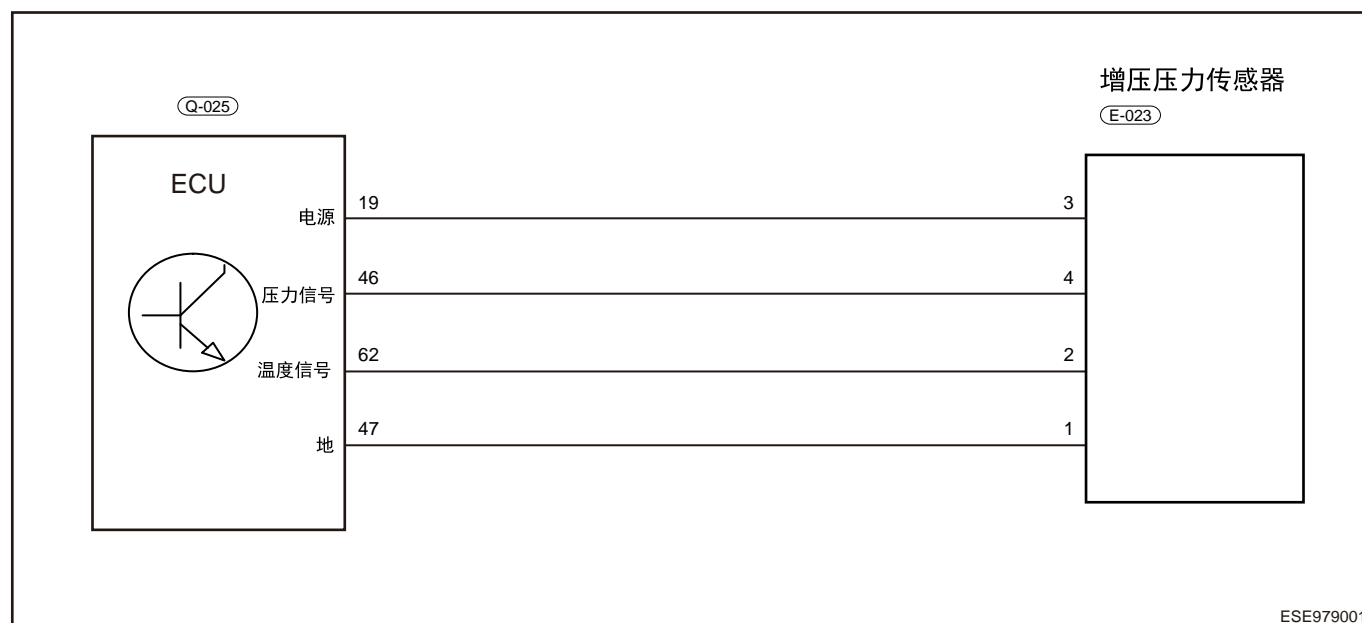 增压压力传感器
Q-025
E-023
ECU
电源 19 3
压力信号 46 4
温度信号 62 2
地 47 1
ESE979001